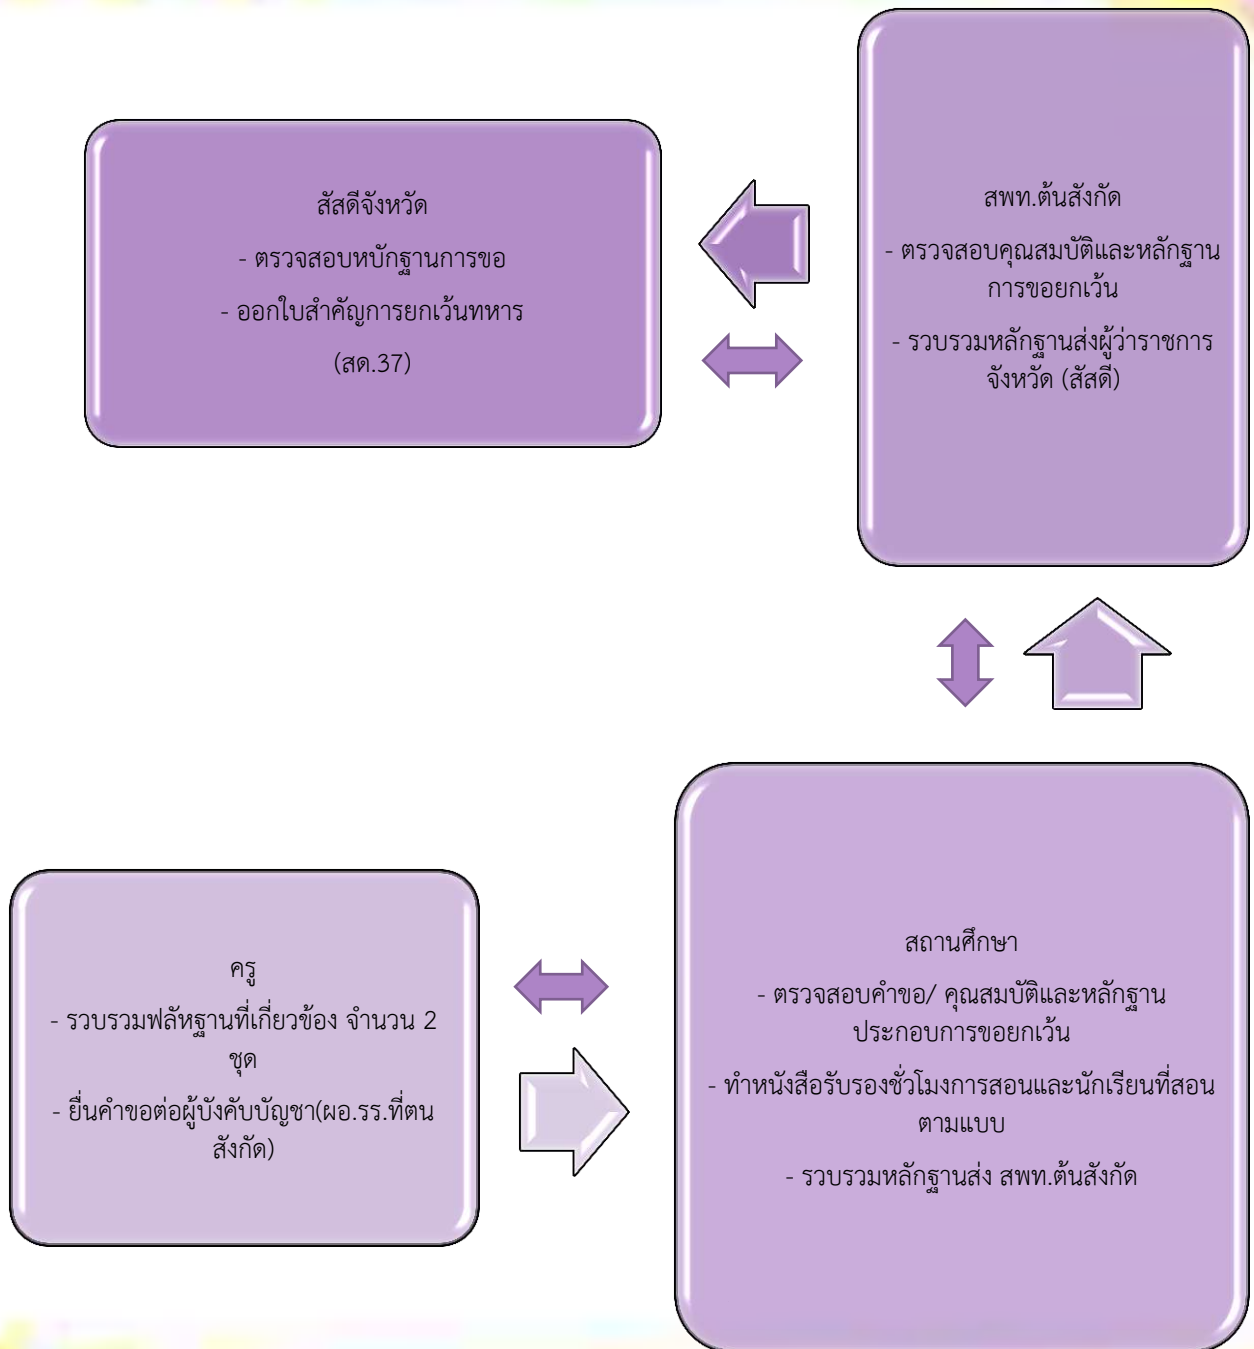 สัสดีจังหวัด
- ตรวจสอบหบักฐานการขอ
- ออกใบสำคัญการยกเว้นทหาร
(สด.37)
สพท.ต้นสังกัด
- ตรวจสอบคุณสมบัติและหลักฐาน
การขอยกเว้น
- รวบรวมหลักฐานส่งผู้ว่าราชการ
จังหวัด (สัสดี)
ครู
- รวบรวมฟลัหฐานที่เกี่ยวข้อง จำนวน 2
ชุด
- ยื่นคำขอต่อผู้บังคับบัญชา(ผอ.รร.ที่ตน
สังกัด)
สถานศึกษา
- ตรวจสอบคำขอ/ คุณสมบัติและหลักฐาน
ประกอบการขอยกเว้น
- ทำหนังสือรับรองชั่วโมงการสอนและนักเรียนที่สอน
ตามแบบ
- รวบรวมหลักฐานส่ง สพท.ต้นสังกัด